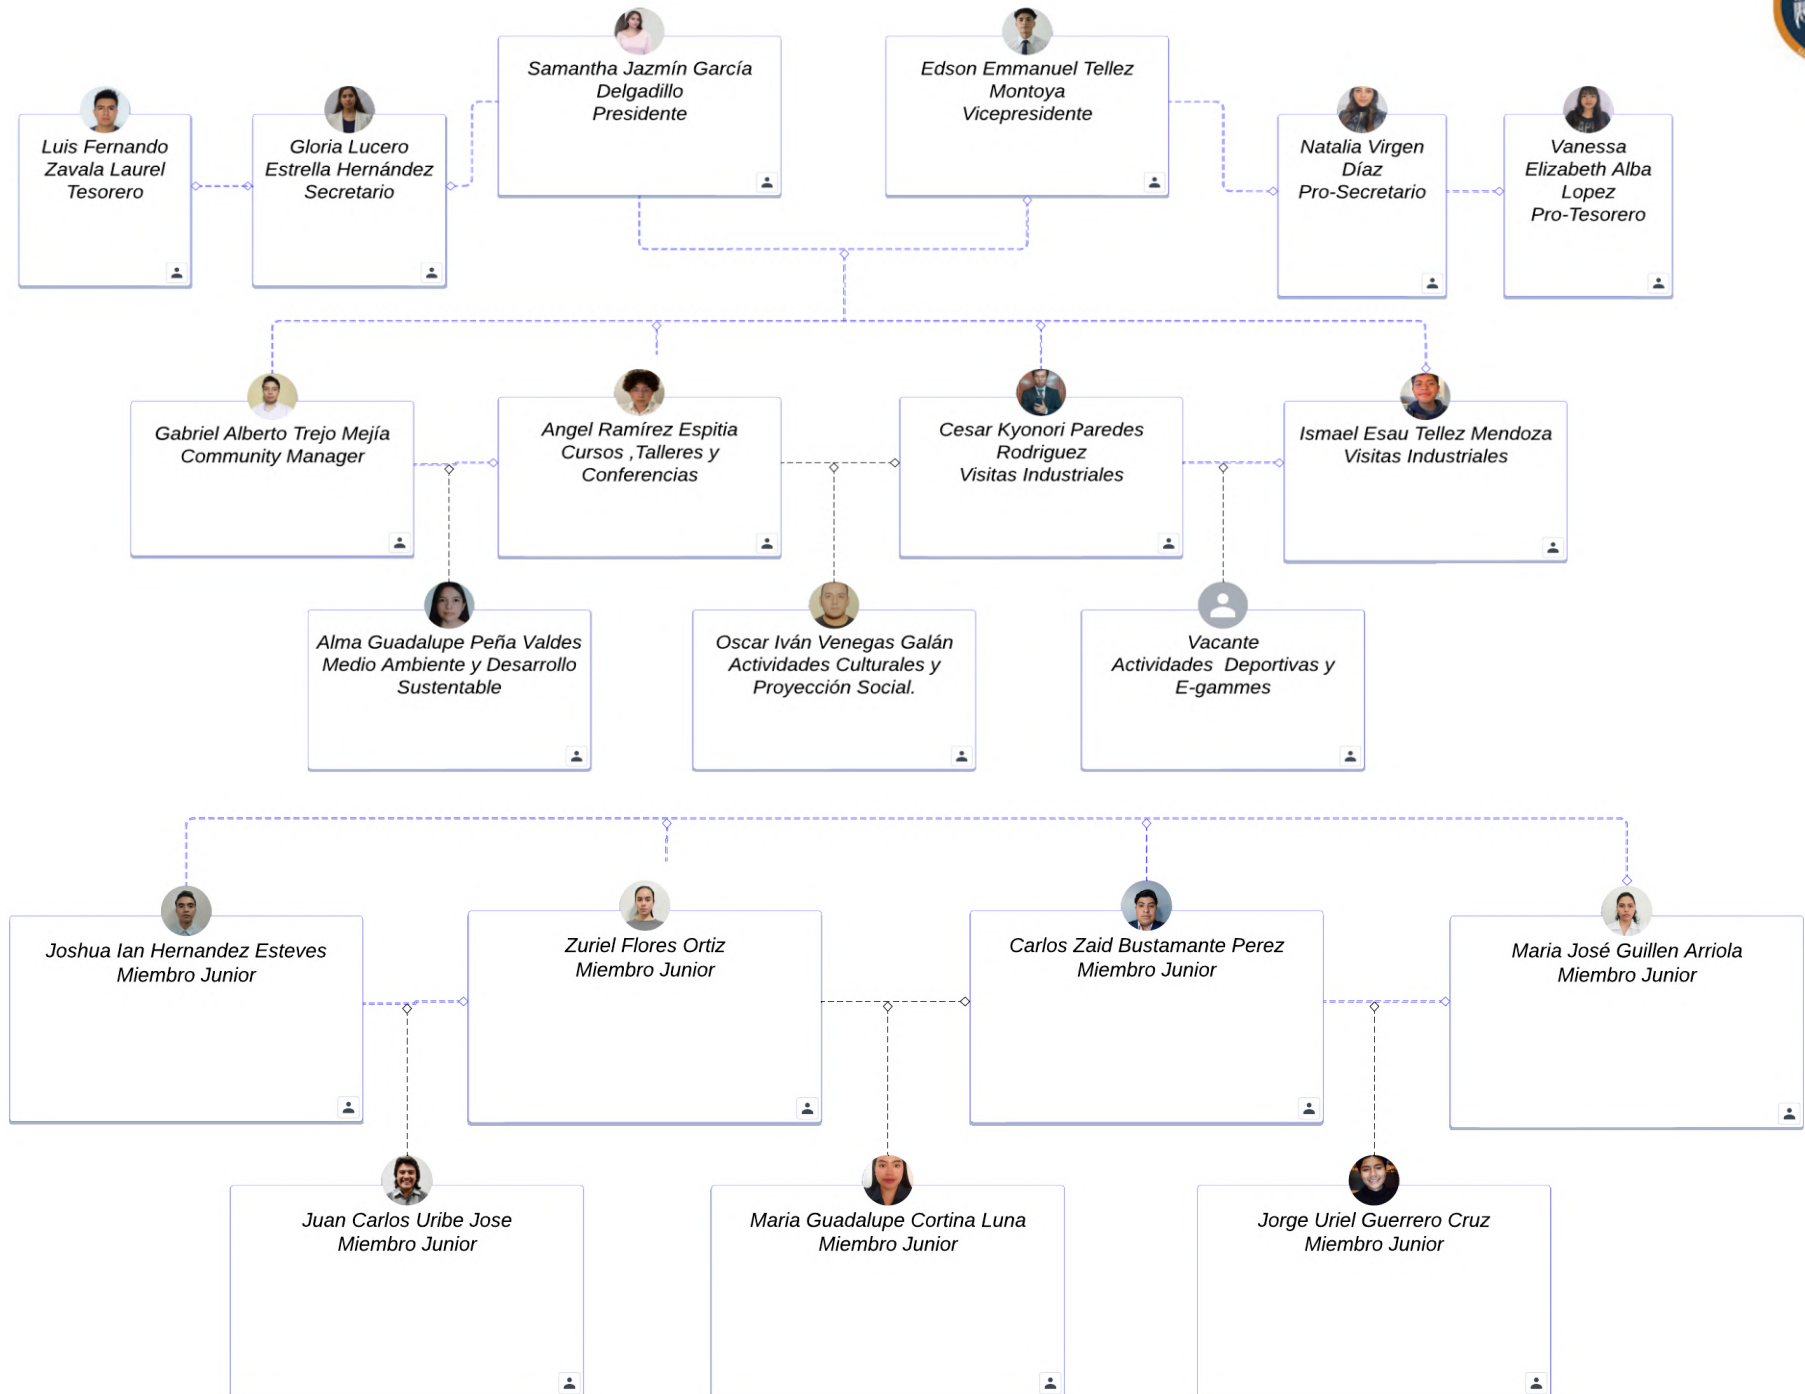 Samantha Jazmín García
Delgadillo
Presidente
Edson Emmanuel Tellez
Montoya
Vicepresidente
Luis Fernando
Zavala Laurel
Tesorero
Gloria Lucero
Estrella Hernández
Secretario
Natalia Virgen
Díaz
Pro-Secretario
Vanessa
Elizabeth Alba
Lopez
Pro-Tesorero
Gabriel Alberto Trejo Mejía
Community Manager
Angel Ramírez Espitia
Cursos ,Talleres y
Conferencias
Cesar Kyonori Paredes
Rodriguez
Visitas Industriales
Ismael Esau Tellez Mendoza
Visitas Industriales
Alma Guadalupe Peña Valdes
Medio Ambiente y Desarrollo
Sustentable
Oscar Iván Venegas Galán
Actividades Culturales y
Proyección Social.
Vacante
Actividades  Deportivas y
E-gammes
Joshua Ian Hernandez Esteves
Miembro Junior
Zuriel Flores Ortiz
Miembro Junior
Carlos Zaid Bustamante Perez
Miembro Junior
Maria José Guillen Arriola
Miembro Junior
Juan Carlos Uribe Jose
Miembro Junior
Maria Guadalupe Cortina Luna
Miembro Junior
Jorge Uriel Guerrero Cruz
Miembro Junior